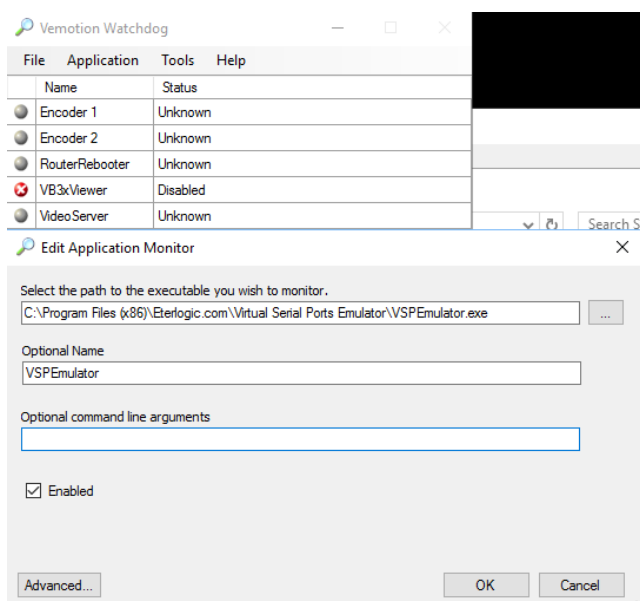 Vemotion Watchdog
File Application Tools Help
Name Status
Encoder 1 Unknown
Encoder 2 Unknown
RouterRebooter Unknown
VB3xViewer Disabled
VideoServer Unknown
Search S
Edit Application Monitor
Select the path to the executable you wish to monitor.
C:\Program Files (x86)\Eterlogic.com\Virtual Serial Ports Emulator\VSPEmulator.exe
...
Optional Name
VSPEmulator
Optional command line arguments
Enabled
Advanced... OK Cancel